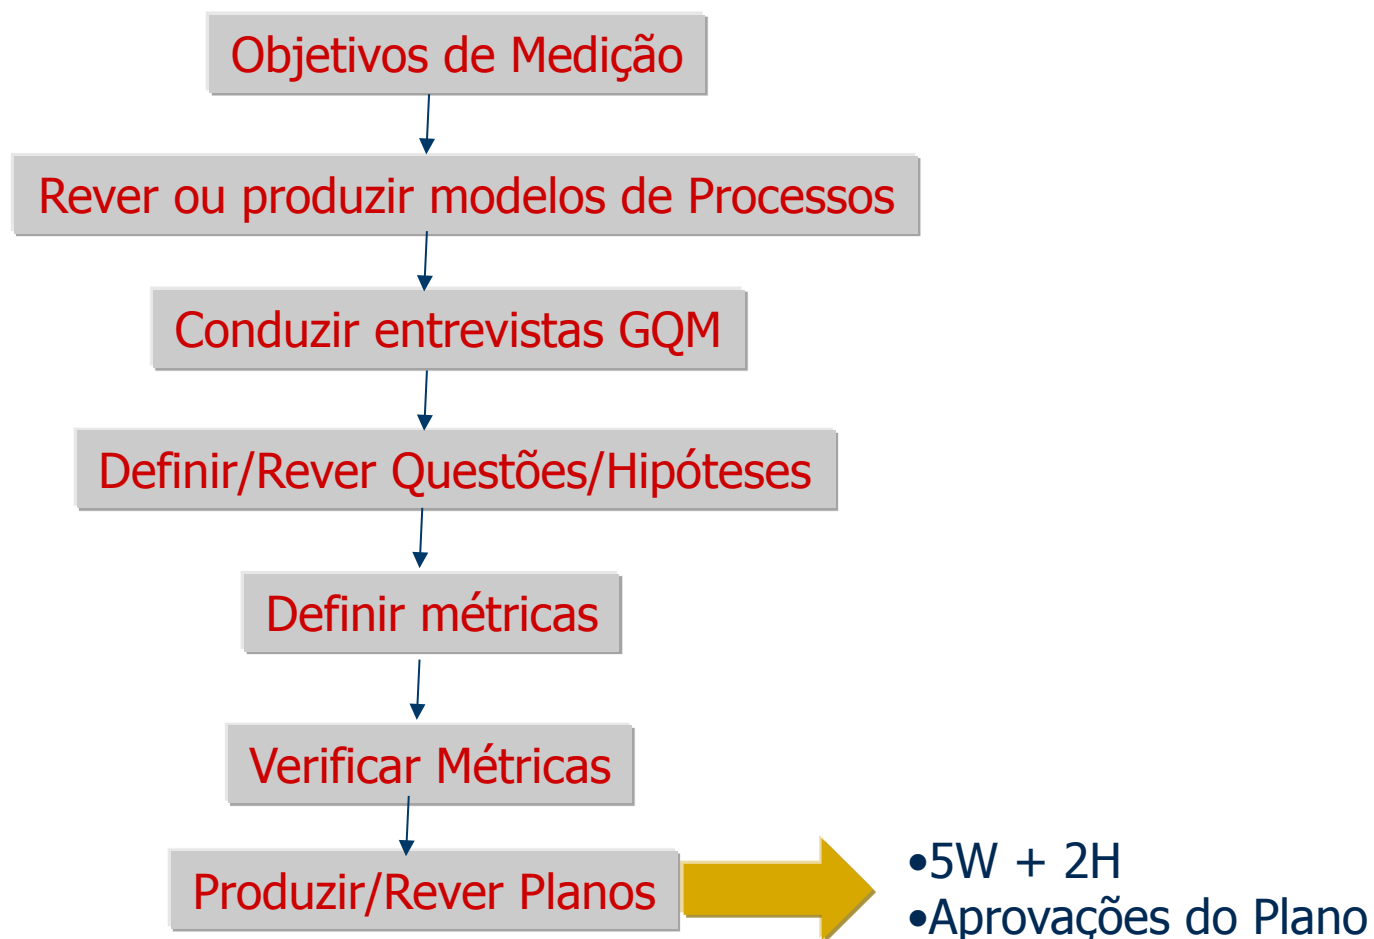 Objetivos de Medição
Rever ou produzir modelos de Processos
Conduzir entrevistas GQM
Definir/Rever Questões/Hipóteses
Definir métricas
Verificar Métricas
Produzir/Rever Planos
•5W + 2H
•Aprovações do Plano